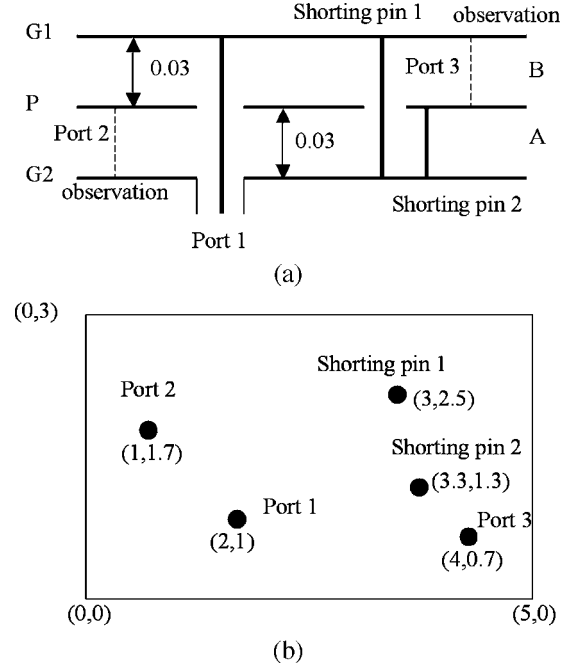 G1
Shorting pin 1
observation
0.03
Port 3
B
P
Port 2
0.03
A
G2
observation
Shorting pin 2
Port 1
(a)
(0,3)
Shorting pin 1
Port 2
(3,2.5)
(1,1.7)
Shorting pin 2
(3.3,1.3)
Port 1
Port 3
(2,1)
(4,0.7)
(0,0)
(5,0)
(b)